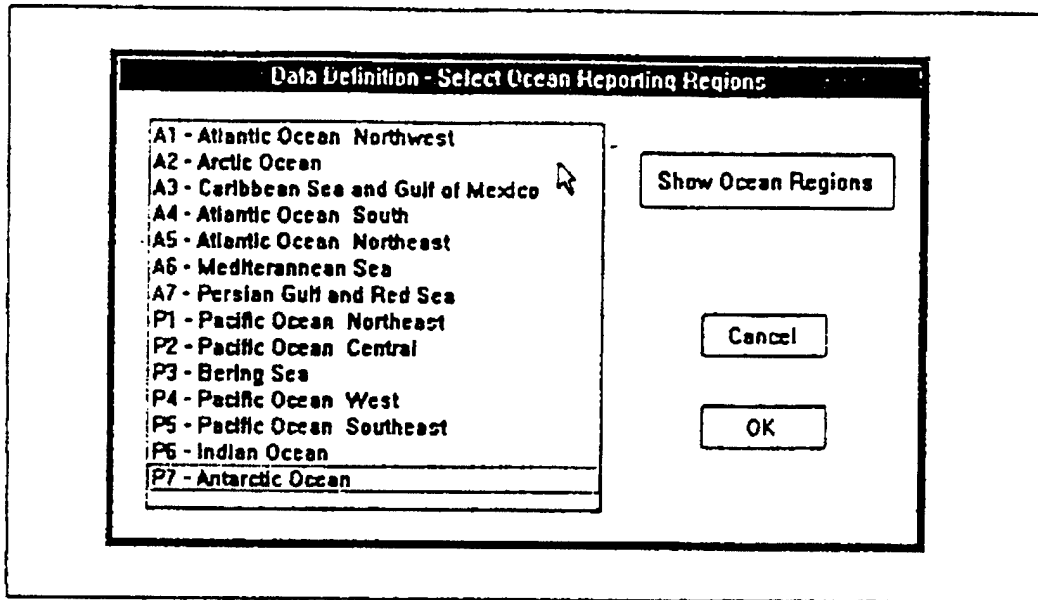 Data Definition - Select Ocean Reporting Regions
A1 - Atlantic Ocean Northwest
A2 - Arctic Ocean
A3 - Caribbean Sea and Gulf of Mexico
A4 - Atlantic Ocean South
A5 - Atlantic Ocean Northeast
A6 - Mediterannean Sea
A7 - Persian Gulf and Red Sea
P1 - Pacific Ocean Northeast
P2 - Pacific Ocean Central
P3 - Bering Sea
P4 - Pacific Ocean West
P5 - Pacific Ocean Southeast
P6 - Indian Ocean
P7 - Antarctic Ocean
Show Ocean Regions
Cancel
OK